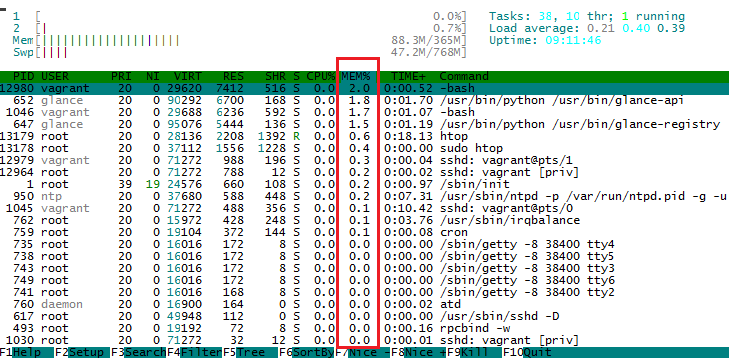 1 [ 0.0%] Tasks: 38, 10 thr; 1 running
2 [| 0.7%] Load average: 0.21 0.40 0.39
Mem[|||||||||||||||||||| 88.3M/365M] Uptime: 09:11:46
Swp[|||| 47.2M/768M]
PID USER PRI NI VIRT RES SHR S CPU% MEM% TIME+ Command
12980 vagrant 20 0 29620 7412 516 S 0.0 2.0 0:00.52 -bash
652 glance 20 0 90292 6700 168 S 0.0 1.8 0:01.70 /usr/bin/python /usr/bin/glance-api
1046 vagrant 20 0 29688 6236 592 S 0.0 1.7 0:01.07 -bash
647 glance 20 0 95076 5444 136 S 0.0 1.5 0:01.19 /usr/bin/python /usr/bin/glance-registry
13179 root 20 0 28136 2208 1392 R 0.0 0.6 0:18.13 htop
13178 root 20 0 37112 1556 1228 S 0.0 0.4 0:00.00 sudo htop
12979 vagrant 20 0 71272 988 196 S 0.0 0.3 0:00.04 sshd: vagrant@pts/1
12964 root 20 0 71272 788 12 S 0.0 0.2 0:00.02 sshd: vagrant [priv]
1 root 39 19 24576 660 108 S 0.0 0.2 0:00.97 /sbin/init
950 ntp 20 0 37680 588 448 S 0.0 0.2 0:07.31 /usr/sbin/ntpd -p /var/run/ntpd.pid -g -u
1045 vagrant 20 0 71272 488 356 S 0.0 0.1 0:10.42 sshd: vagrant@pts/0
762 root 20 0 15972 428 248 S 0.0 0.1 0:03.76 /usr/sbin/irqbalance
759 root 20 0 19104 372 144 S 0.0 0.1 0:00.08 cron
735 root 20 0 16016 172 8 S 0.0 0.0 0:00.00 /sbin/getty -8 38400 tty4
738 root 20 0 16016 172 8 S 0.0 0.0 0:00.00 /sbin/getty -8 38400 tty5
743 root 20 0 16016 172 8 S 0.0 0.0 0:00.00 /sbin/getty -8 38400 tty3
749 root 20 0 16016 172 8 S 0.0 0.0 0:00.00 /sbin/getty -8 38400 tty6
741 root 20 0 16016 168 8 S 0.0 0.0 0:00.00 /sbin/getty -8 38400 tty2
760 daemon 20 0 16900 164 0 S 0.0 0.0 0:00.02 atd
617 root 20 0 49948 112 0 S 0.0 0.0 0:00.00 /usr/sbin/sshd -D
493 root 20 0 19192 72 8 S 0.0 0.0 0:00.16 rpcbind -w
1030 root 20 0 71272 32 12 S 0.0 0.0 0:00.01 sshd: vagrant [priv]
F1Help F2Setup F3SearchF4FilterF5Tree F6SortByF7Nice -F8Nice +F9Kill F10Quit